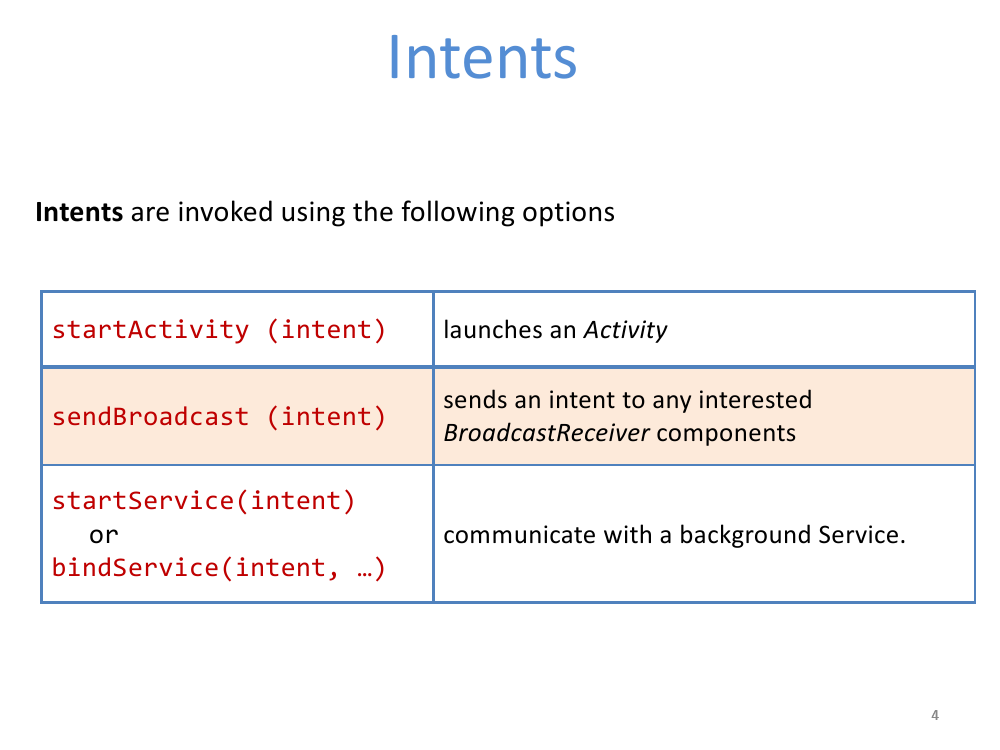 Intents
Intents are invoked using the following options
startActivity (intent)
launches an Activity
sendBroadcast (intent)
sends an intent to any interested
BroadcastReceiver components
startService(intent)
or
bindService(intent, …)
communicate with a background Service.
4